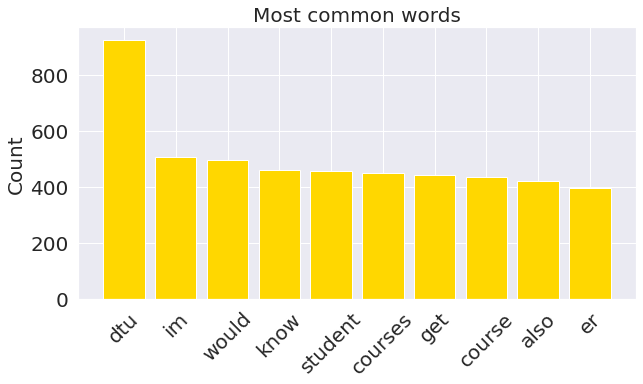 Most common words
Count
800
600
400
200
0
dtu
im
would
know
student
courses
get
course
also
er